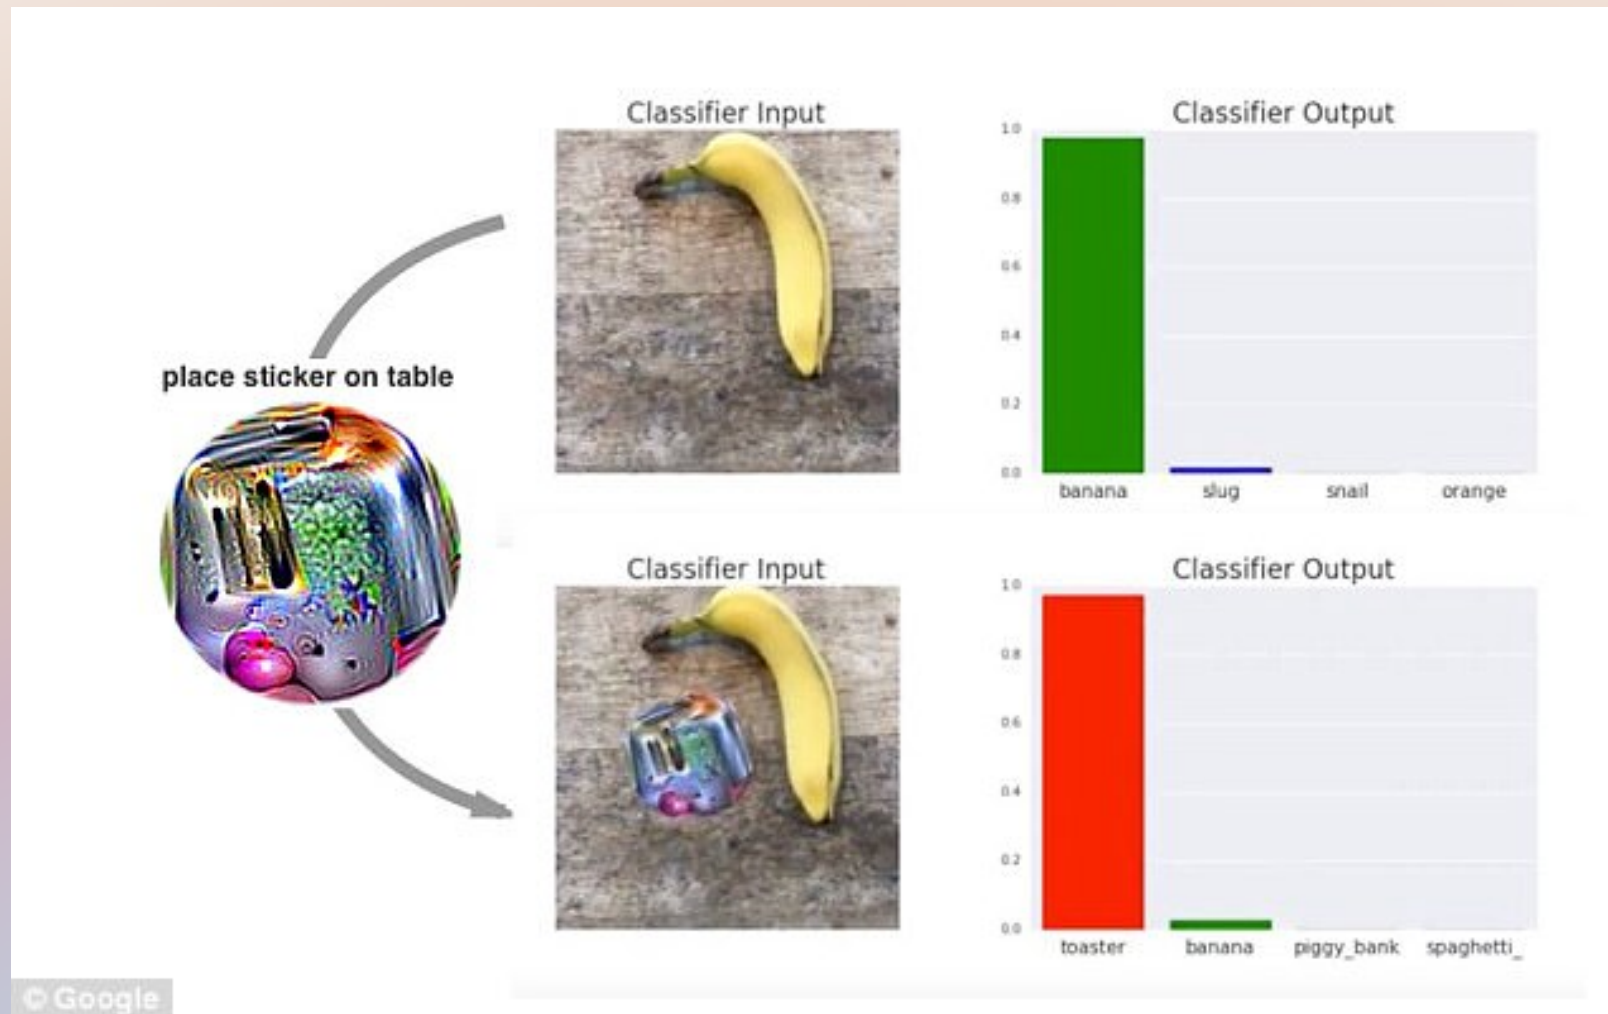 Classifier Input
Classifier Output
1.0
0.8
0.6
0.4
0.2
0.0
banana slug snail orange
place sticker on table
Classifier Input
Classifier Output
1.0
0.8
0.6
0.4
0.2
0.0
toaster banana piggy_bank spaghetti_
© Google